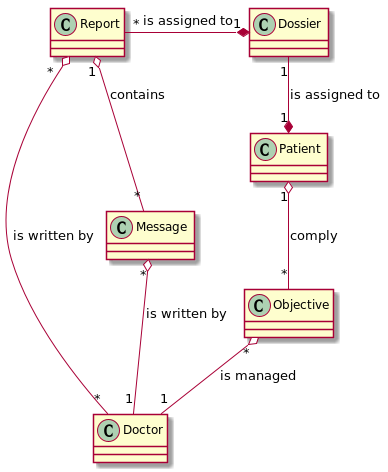 C Report
* is assigned to 1
C Dossier
* 1
1
contains
is assigned to
1
C Patient
1
*
C Message
*
comply
is written by
is written by
*
C Objective
*
is managed
* 1 1
C Doctor